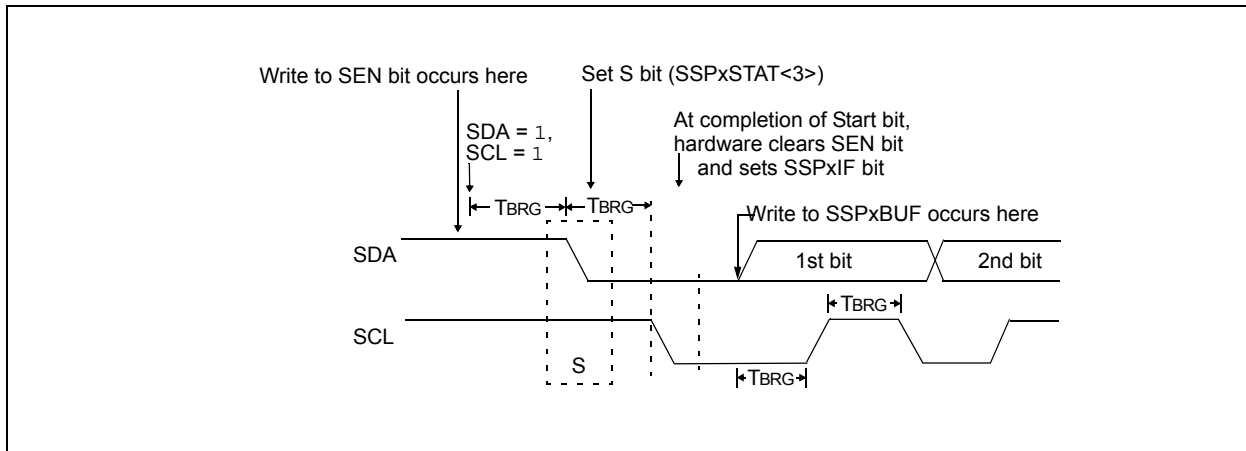 Write to SEN bit occurs here
Set S bit (SSPxSTAT<3>)
SDA = 1,
SCL = 1
At completion of Start bit,
hardware clears SEN bit
and sets SSPxIF bit
TBRG
TBRG
Write to SSPxBUF occurs here
SDA
1st bit
2nd bit
TBRG
SCL
S
TBRG